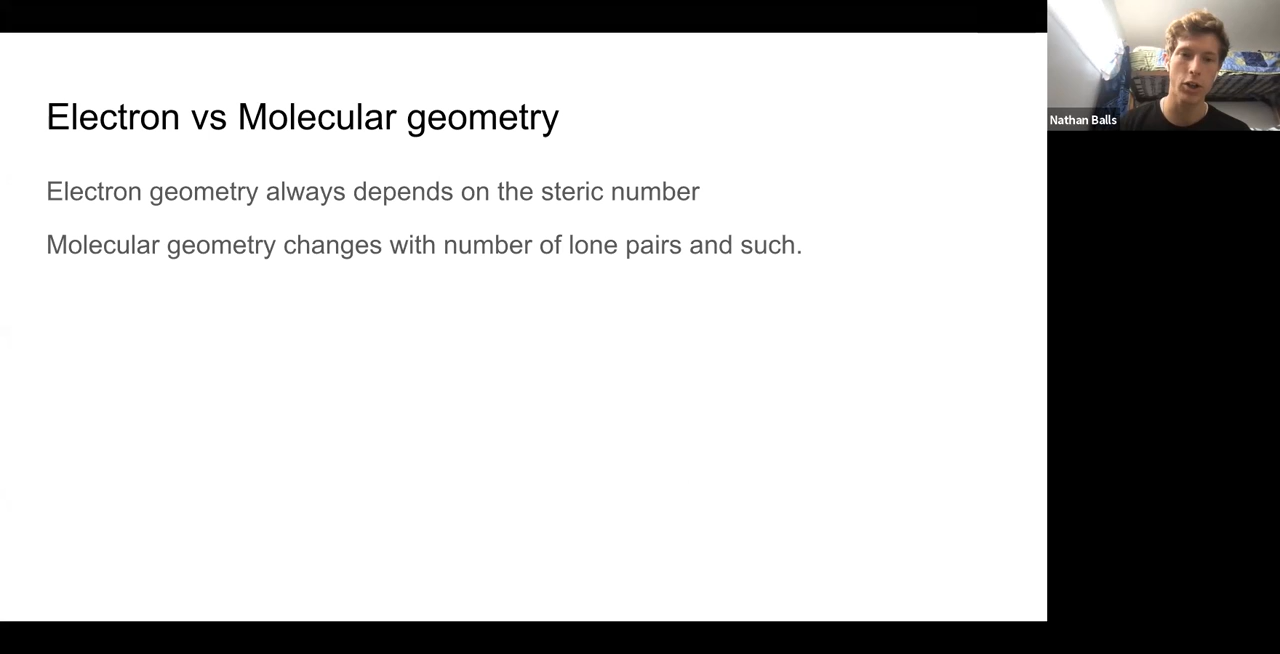 Electron vs Molecular geometry
Electron geometry always depends on the steric number
Molecular geometry changes with number of lone pairs and such.
Nathan Balls